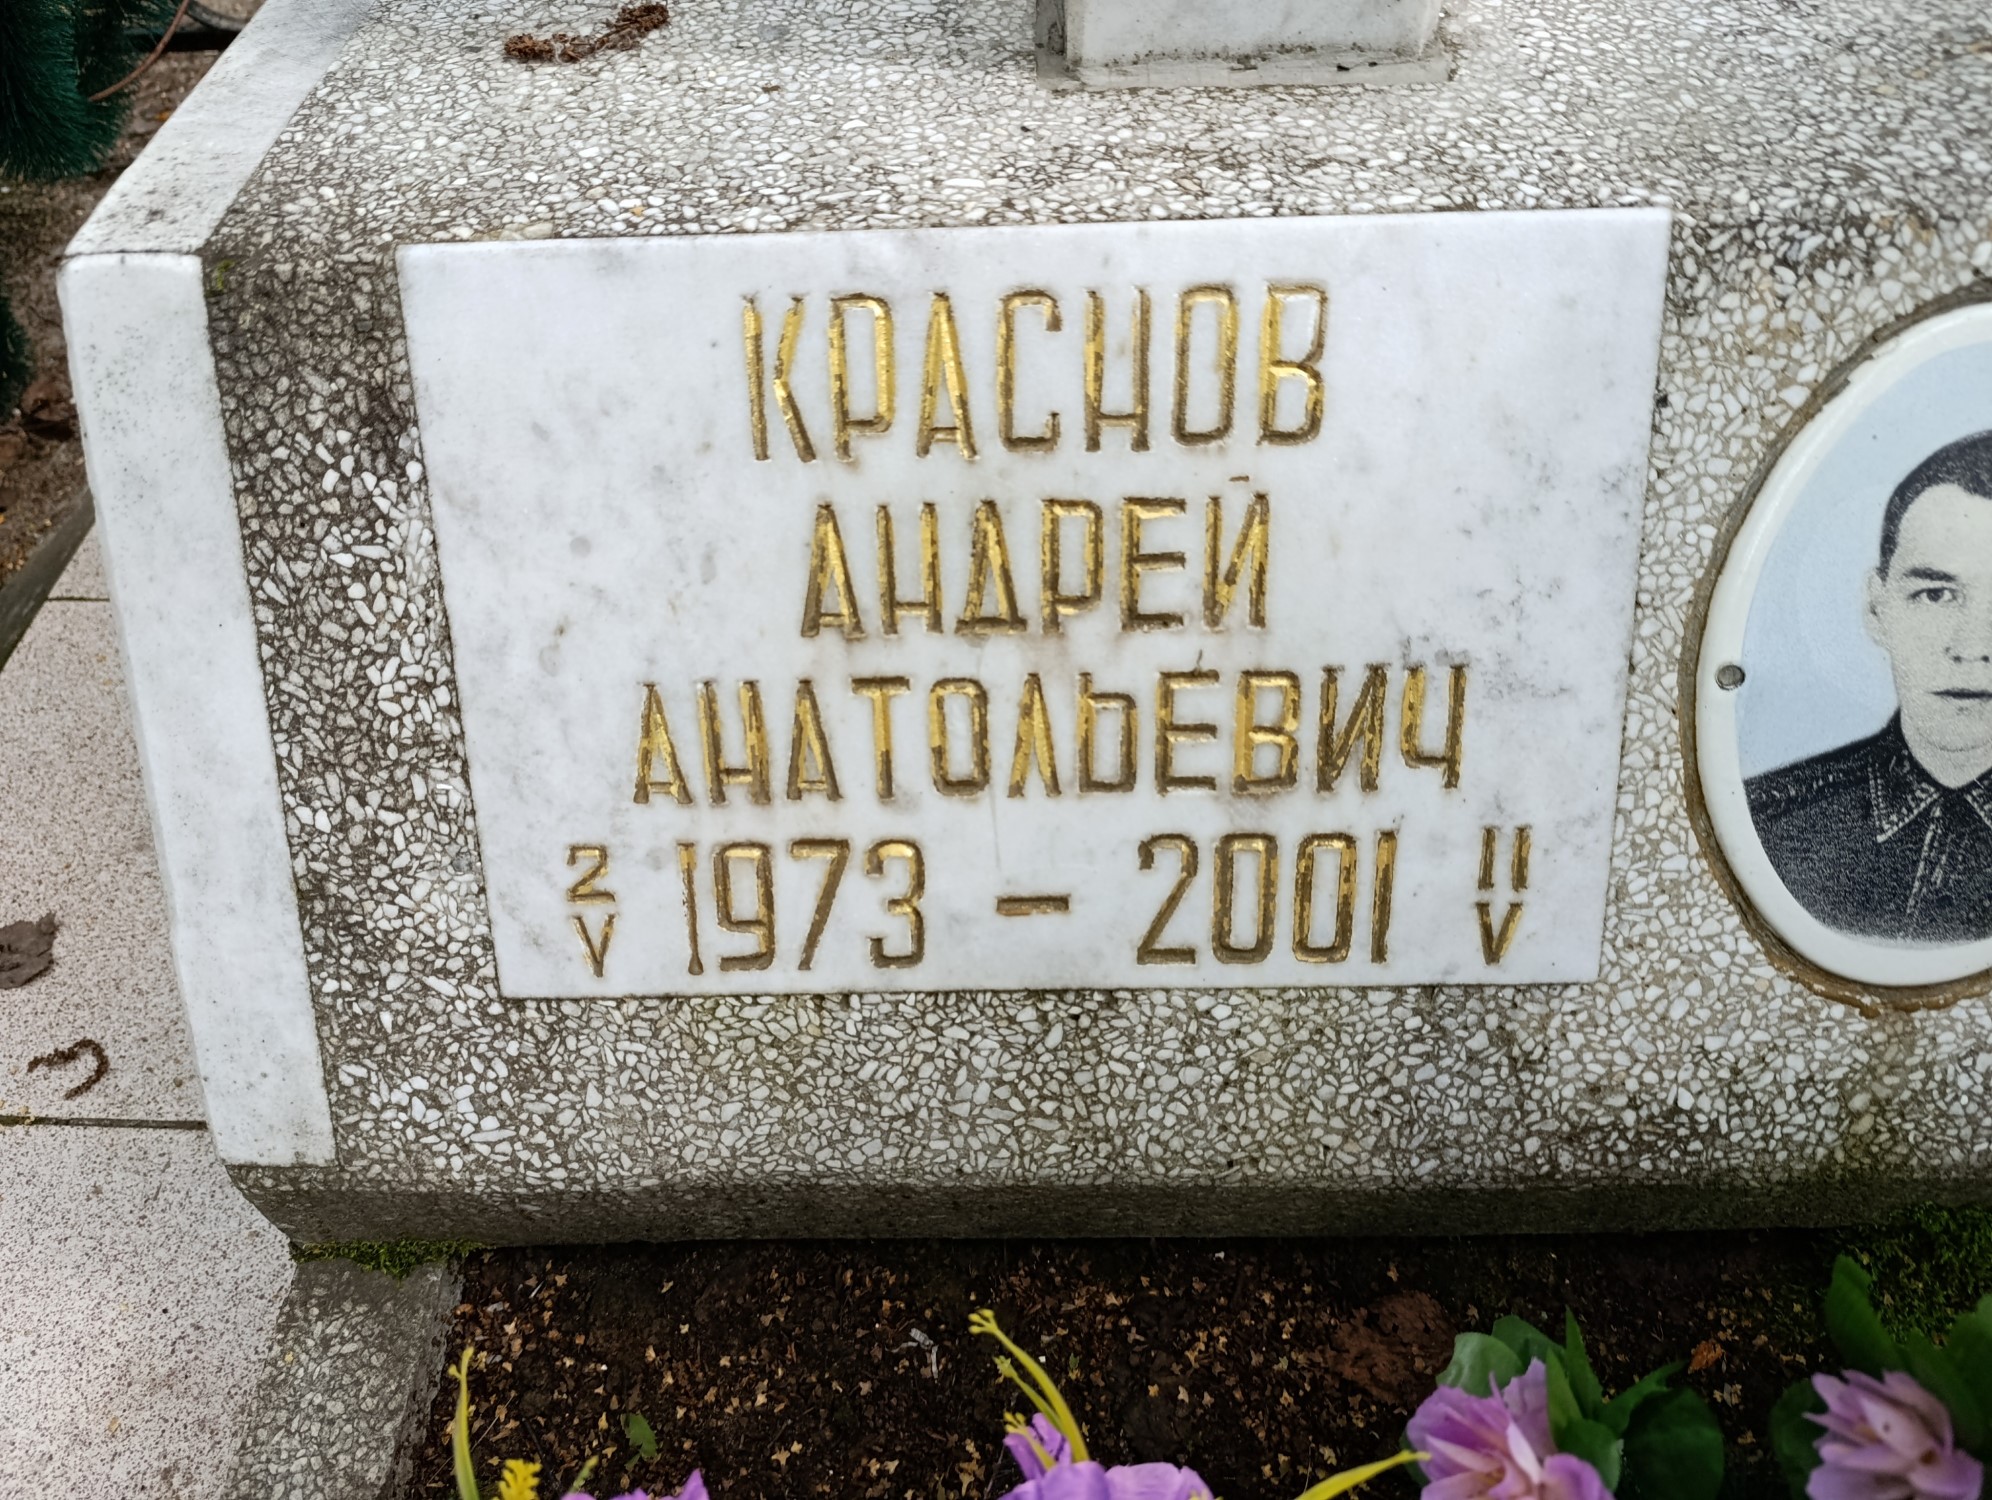 КРАСНОВ
АНДРЕЙ
АНАТОЛЬЕВИЧ
2/V 1973 – 2001 11/V